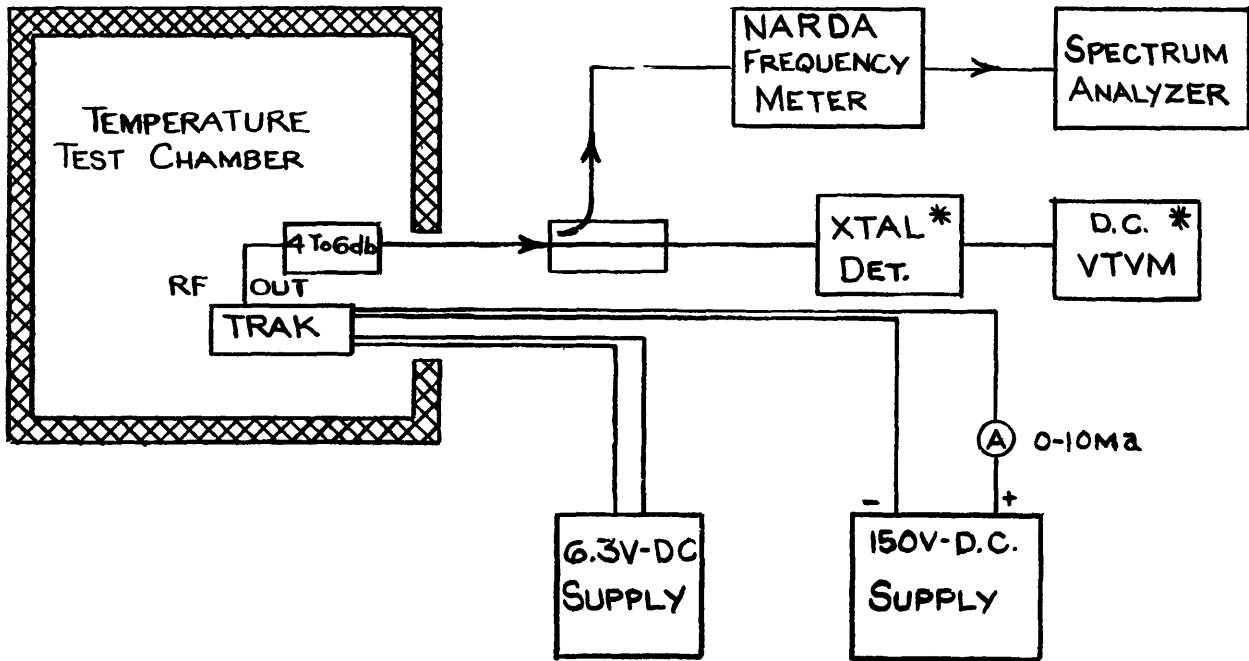 TEMPERATURE
TEST CHAMBER
NARDA
FREQUENCY
METER
SPECTRUM
ANALYZER
4 TO 6db
XTAL *
DET.
D.C. *
VTVM
RF OUT
TRAK
A 0-10Ma
- +
6.3V-DC
SUPPLY
150V-D.C.
SUPPLY